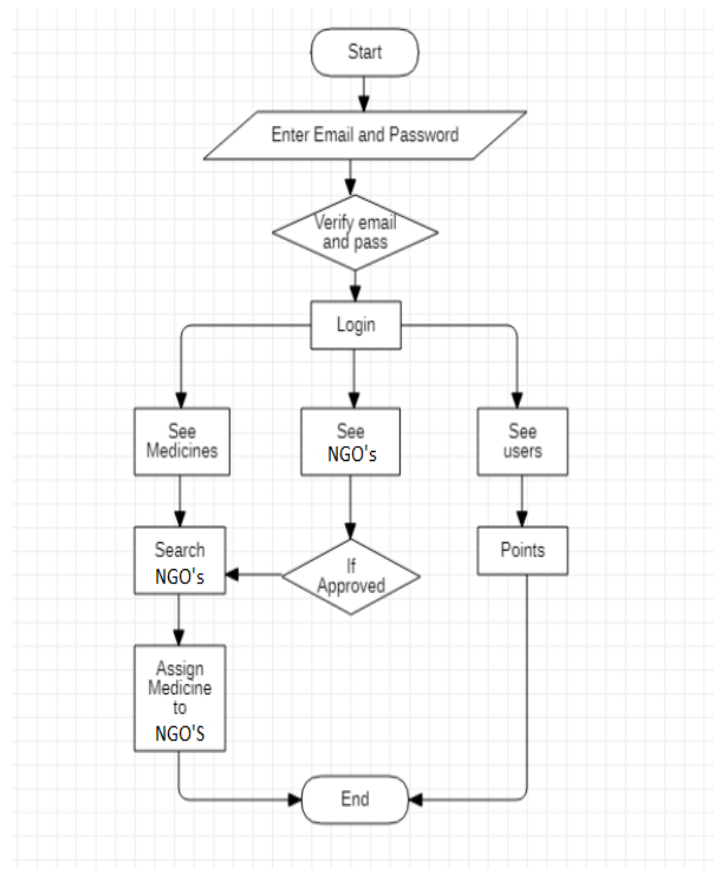 Start
Enter Email and Password
Verify email
and pass
Login
See
Medicines
See
NGO's
See
users
Search
NGO's
If
Approved
Points
Assign
Medicine
to
NGO'S
End